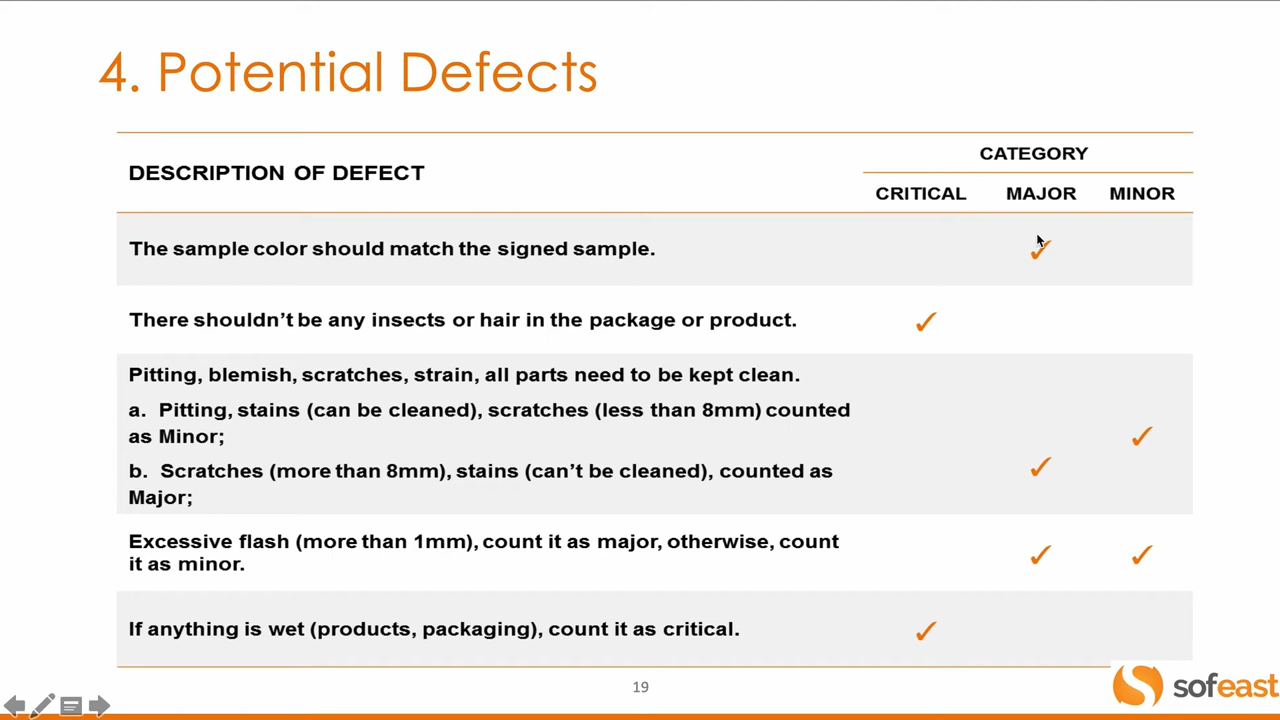 4. Potential Defects
DESCRIPTION OF DEFECT
CATEGORY
CRITICAL MAJOR MINOR
The sample color should match the signed sample.
There shouldn't be any insects or hair in the package or product.
Pitting, blemish, scratches, strain, all parts need to be kept clean.
a. Pitting, stains (can be cleaned), scratches (less than 8mm) counted
as Minor;
b. Scratches (more than 8mm), stains (can't be cleaned), counted as
Major;
Excessive flash (more than 1mm), count it as major, otherwise, count
it as minor.
If anything is wet (products, packaging), count it as critical.
19
sofeast